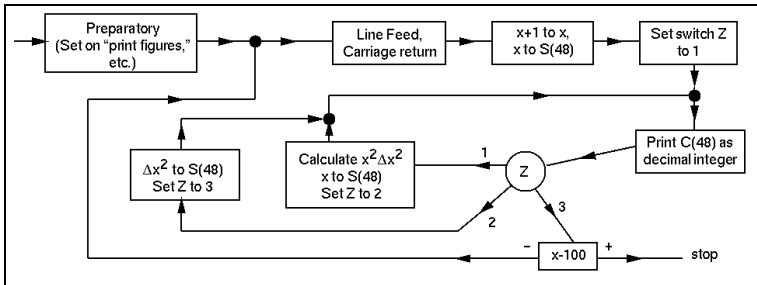 Preparatory
(Set on “print figures,”
etc.)
Line Feed,
Carriage return
x+1 to x,
x to S(48)
Set switch Z
to 1
Δx² to S(48)
Set Z to 3
Calculate x²Δx²
x to S(48)
Set Z to 2
1
Z
Print C(48) as
decimal integer
2
3
−
x-100
+
stop